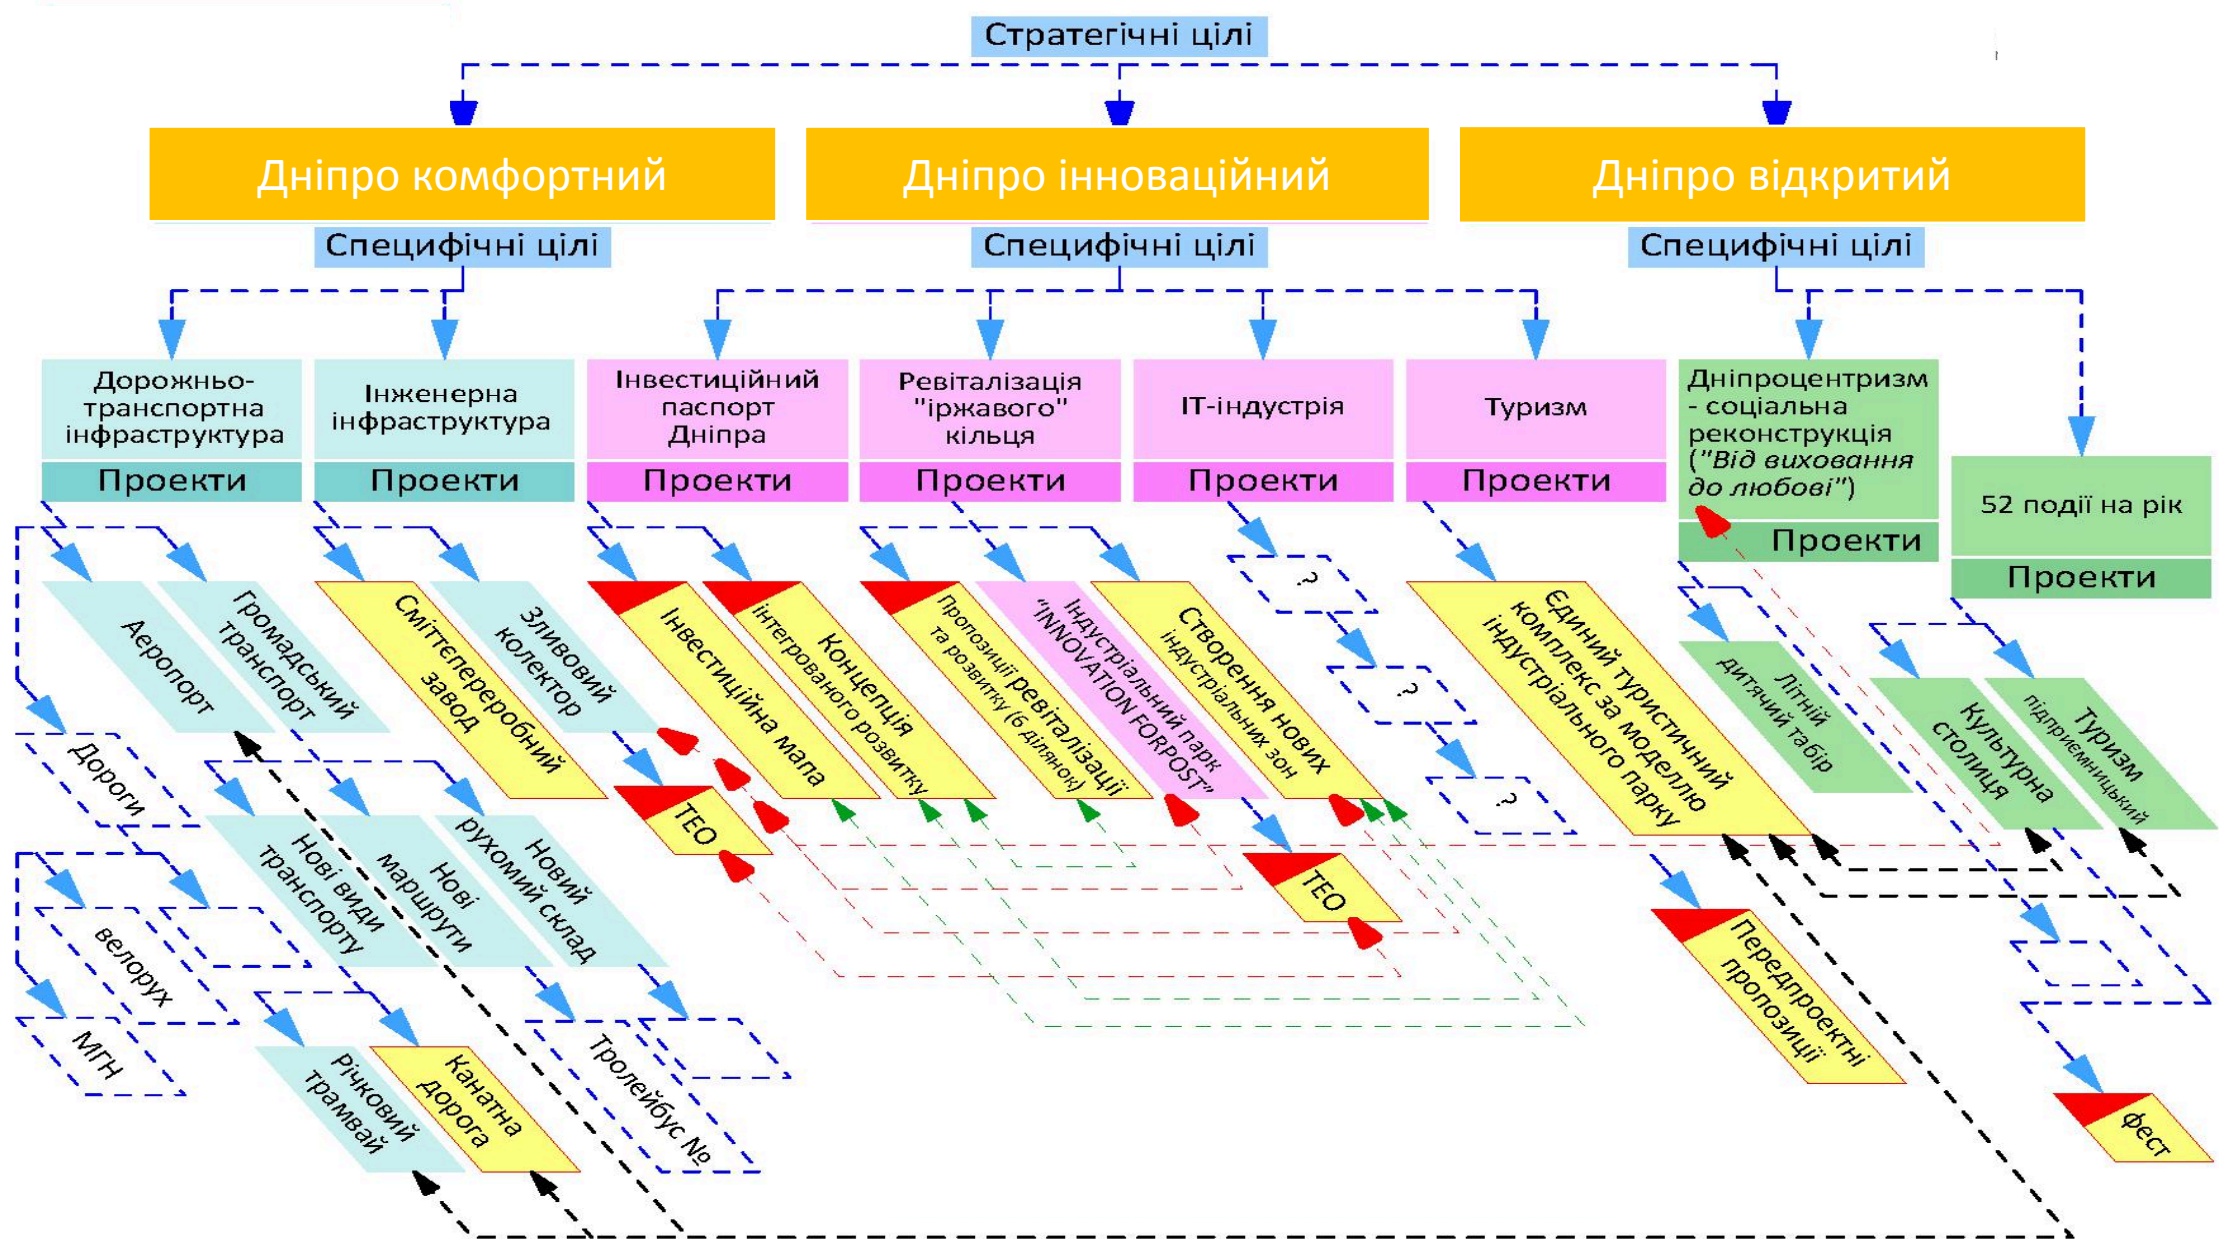 Стратегічні цілі
Дніпро комфортний
Дніпро інноваційний
Дніпро відкритий
Специфічні цілі
Специфічні цілі
Специфічні цілі
Дорожньо-
транспортна
інфраструктура
Проекти
Інженерна
інфраструктура
Проекти
Інвестиційний
паспорт
Дніпра
Проекти
Ревіталізація
"іржавого"
кільця
Проекти
ІТ-індустрія
Проекти
Туризм
Проекти
Дніпроцентризм
- соціальна
реконструкція
("Від виховання
до любові")
Проекти
52 події на рік
Проекти
Аеропорт
Громадський
транспорт
Сміттєпереробний
завод
Зливовий
колектор
Інвестиційна мапа
Концепція
інтегрованого розвитку
Пропозиції ревіталізації
та розвитку (6 ділянок)
Індустріальний парк
"INNOVATION FORPOST"
Створення нових
індустріальних зон
?
?
?
Єдиний туристичний
комплекс за моделлю
індустріального парку
Літній
дитячий табір
Культурна
столиця
Туризм
підприємницький
Дороги
Нові види
транспорту
Нові
маршрути
Новий
рухомий склад
ТЕО
ТЕО
велорух
МГН
Річковий
трамвай
Канатна
дорога
Тролейбус №
Передпроектні
пропозиції
фест